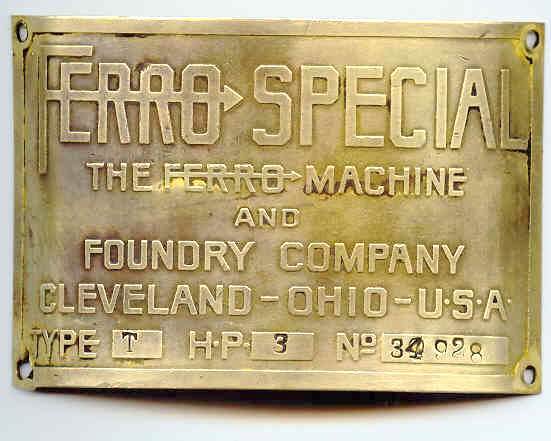 FERRO SPECIAL
THE FERRO MACHINE
AND
FOUNDRY COMPANY
CLEVELAND-OHIO-U·S·A·
TYPE T H·P· 3 No 34928